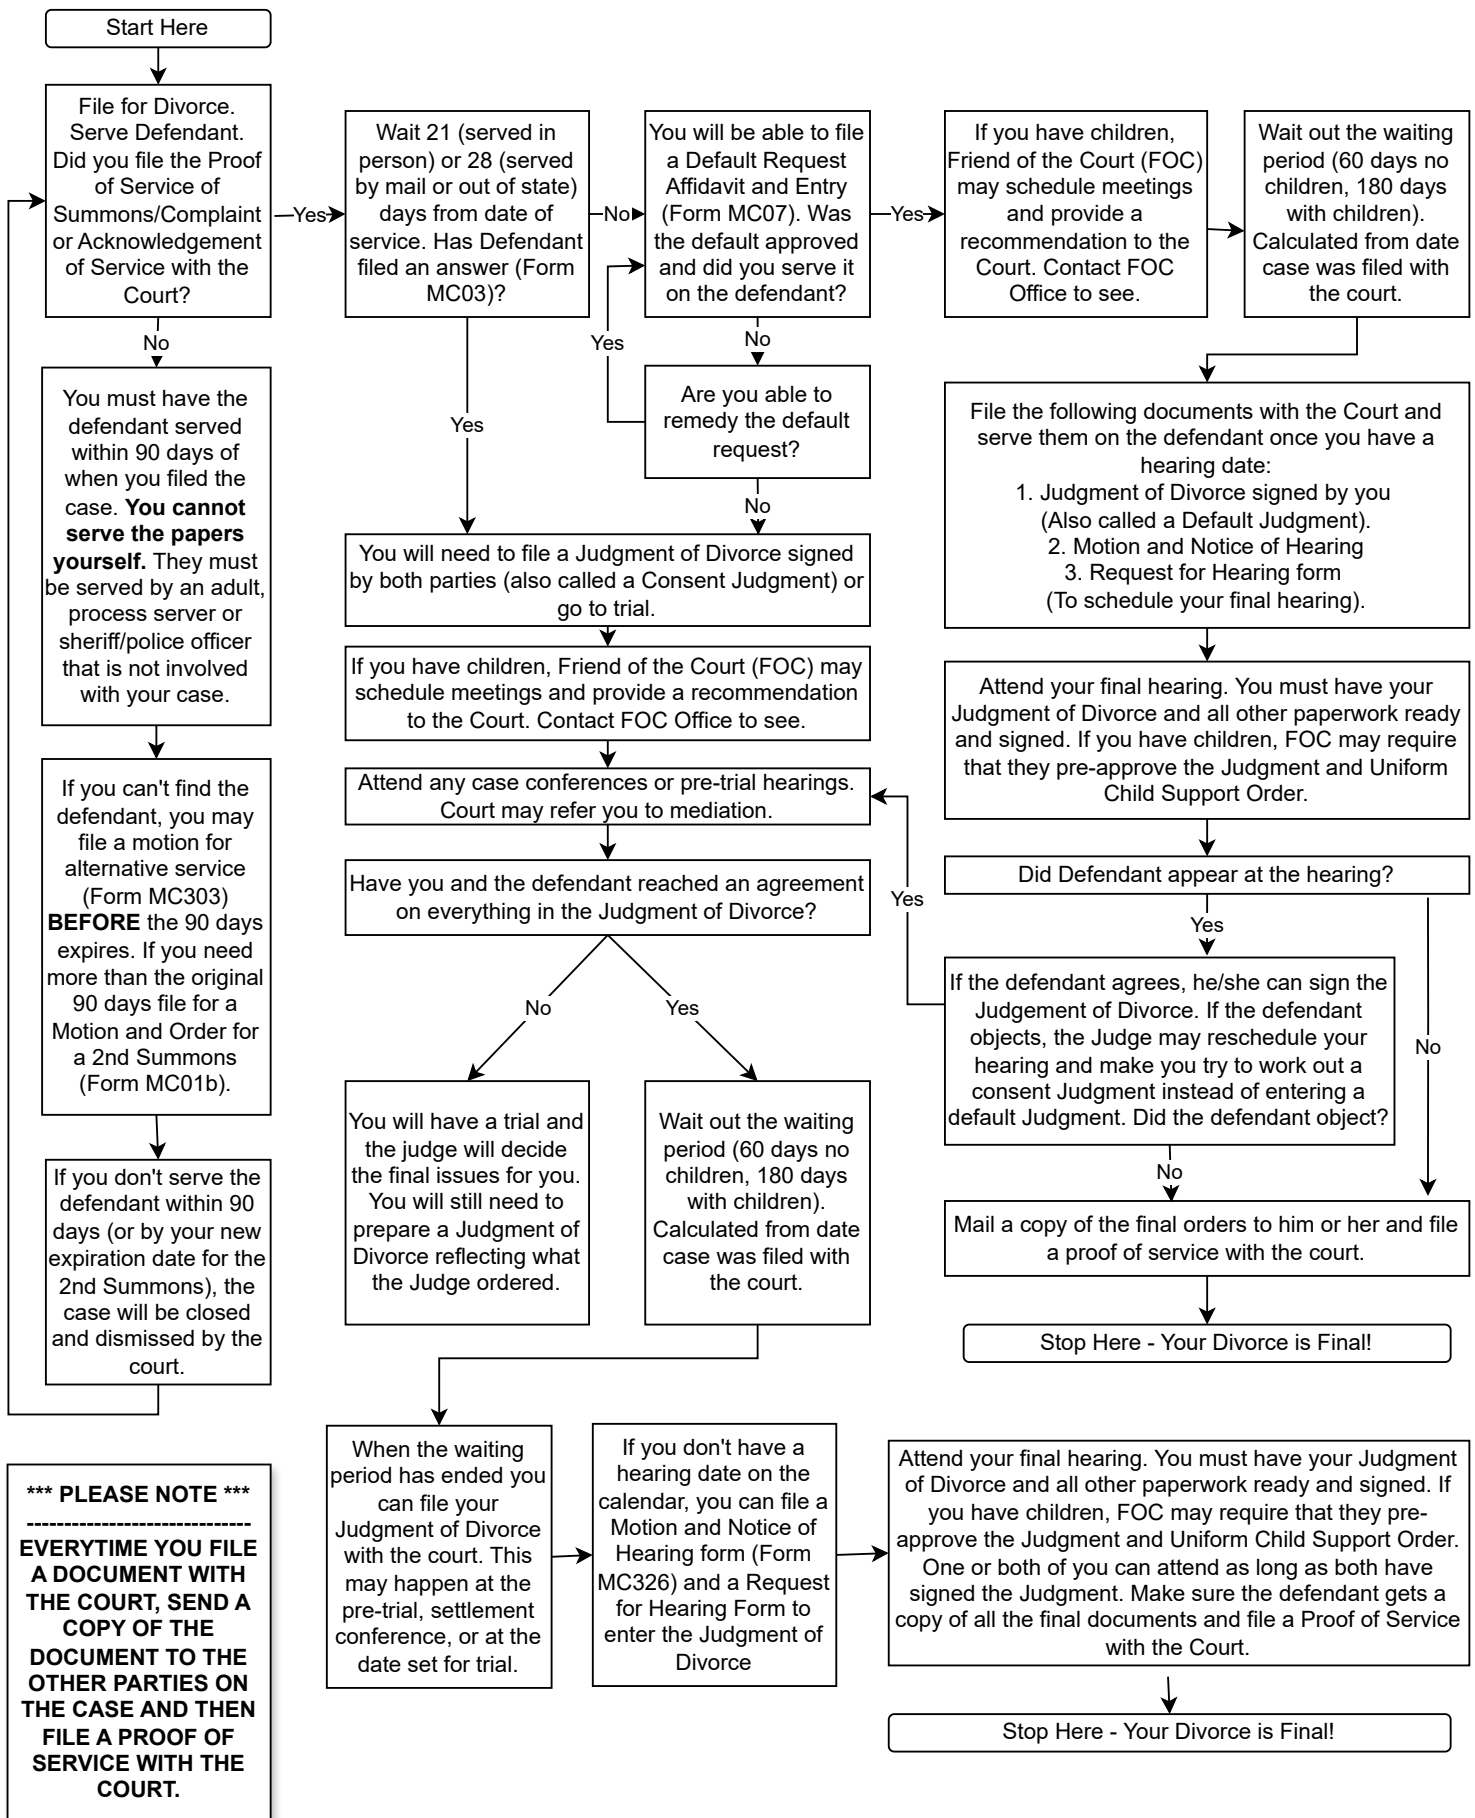 Start Here
File for Divorce.
Serve Defendant.
Did you file the Proof
of Service of
Summons/Complaint
or Acknowledgement
of Service with the
Court?
Yes
No
You must have the
defendant served
within 90 days of
when you filed the
case. You cannot
serve the papers
yourself. They must
be served by an adult,
process server or
sheriff/police officer
that is not involved
with your case.
If you can't find the
defendant, you may
file a motion for
alternative service
(Form MC303)
BEFORE the 90 days
expires. If you need
more than the original
90 days file for a
Motion and Order for
a 2nd Summons
(Form MC01b).
If you don't serve the
defendant within 90
days (or by your new
expiration date for the
2nd Summons), the
case will be closed
and dismissed by the
court.
*** PLEASE NOTE ***
------------------------------
EVERYTIME YOU FILE
A DOCUMENT WITH
THE COURT, SEND A
COPY OF THE
DOCUMENT TO THE
OTHER PARTIES ON
THE CASE AND THEN
FILE A PROOF OF
SERVICE WITH THE
COURT.
Wait 21 (served in
person) or 28 (served
by mail or out of state)
days from date of
service. Has Defendant
filed an answer (Form
MC03)?
No
Yes
You will be able to file
a Default Request
Affidavit and Entry
(Form MC07). Was
the default approved
and did you serve it
on the defendant?
Yes
No
Yes
Are you able to
remedy the default
request?
No
You will need to file a Judgment of Divorce signed
by both parties (also called a Consent Judgment) or
go to trial.
If you have children, Friend of the Court (FOC) may
schedule meetings and provide a recommendation
to the Court. Contact FOC Office to see.
Attend any case conferences or pre-trial hearings.
Court may refer you to mediation.
Have you and the defendant reached an agreement
on everything in the Judgment of Divorce?
No
Yes
You will have a trial and
the judge will decide
the final issues for you.
You will still need to
prepare a Judgment of
Divorce reflecting what
the Judge ordered.
Wait out the waiting
period (60 days no
children, 180 days
with children).
Calculated from date
case was filed with
the court.
If you have children,
Friend of the Court (FOC)
may schedule meetings
and provide a
recommendation to the
Court. Contact FOC
Office to see.
Wait out the waiting
period (60 days no
children, 180 days
with children).
Calculated from date
case was filed with
the court.
File the following documents with the Court and
serve them on the defendant once you have a
hearing date:
1. Judgment of Divorce signed by you
(Also called a Default Judgment).
2. Motion and Notice of Hearing
3. Request for Hearing form
(To schedule your final hearing).
Attend your final hearing. You must have your
Judgment of Divorce and all other paperwork ready
and signed. If you have children, FOC may require
that they pre-approve the Judgment and Uniform
Child Support Order.
Did Defendant appear at the hearing?
Yes
No
Yes
If the defendant agrees, he/she can sign the
Judgement of Divorce. If the defendant
objects, the Judge may reschedule your
hearing and make you try to work out a
consent Judgment instead of entering a
default Judgment. Did the defendant object?
No
Mail a copy of the final orders to him or her and file
a proof of service with the court.
Stop Here - Your Divorce is Final!
When the waiting
period has ended you
can file your
Judgment of Divorce
with the court. This
may happen at the
pre-trial, settlement
conference, or at the
date set for trial.
If you don't have a
hearing date on the
calendar, you can file a
Motion and Notice of
Hearing form (Form
MC326) and a Request
for Hearing Form to
enter the Judgment of
Divorce
Attend your final hearing. You must have your Judgment
of Divorce and all other paperwork ready and signed. If
you have children, FOC may require that they pre-
approve the Judgment and Uniform Child Support Order.
One or both of you can attend as long as both have
signed the Judgment. Make sure the defendant gets a
copy of all the final documents and file a Proof of Service
with the Court.
Stop Here - Your Divorce is Final!